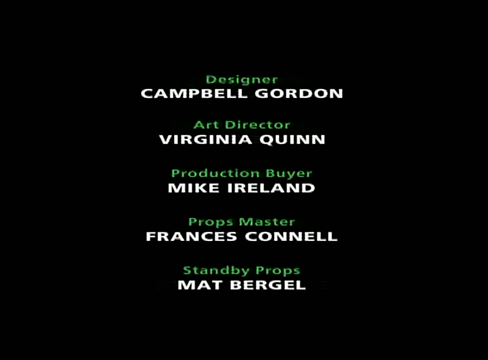 Designer
CAMPBELL GORDON
Art Director
VIRGINIA QUINN
Production Buyer
MIKE IRELAND
Props Master
FRANCES CONNELL
Standby Props
MAT BERGEL